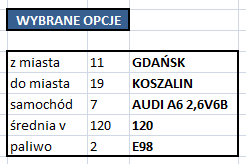 WYBRANE OPCJE
z miasta 11 GDAŃSK
do miasta 19 KOSZALIN
samochód 7 AUDI A6 2,6V6B
średnia v 120 120
paliwo 2 E98